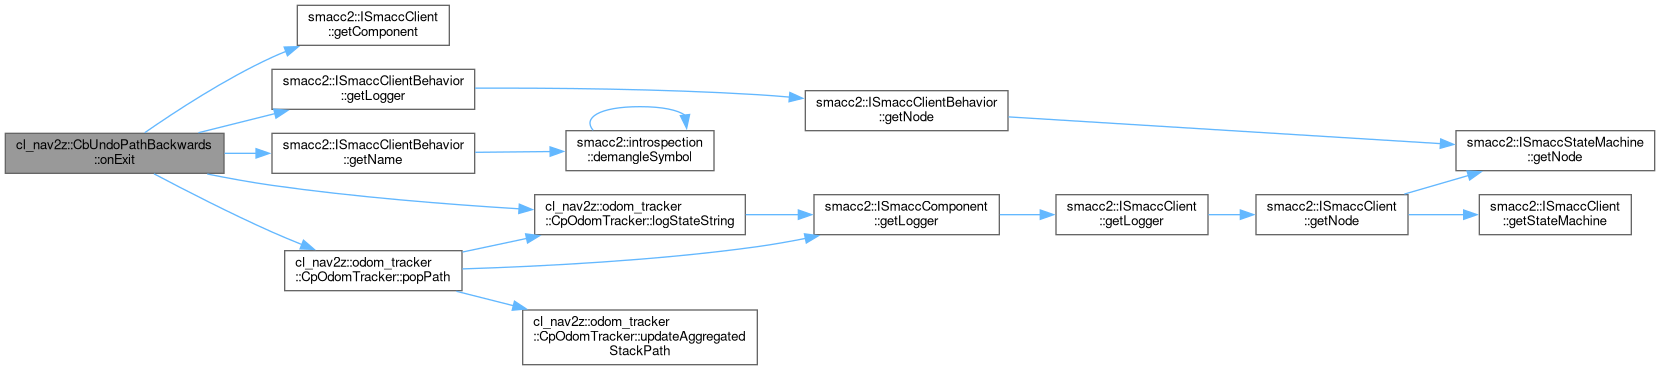 smacc2::ISmaccClient
::getComponent
smacc2::ISmaccClientBehavior
::getLogger
smacc2::ISmaccClientBehavior
::getNode
cl_nav2z::CbUndoPathBackwards
::onExit
smacc2::ISmaccClientBehavior
::getName
smacc2::introspection
::demangleSymbol
smacc2::ISmaccStateMachine
::getNode
cl_nav2z::odom_tracker
::CpOdomTracker::logStateString
smacc2::ISmaccComponent
::getLogger
smacc2::ISmaccClient
::getLogger
smacc2::ISmaccClient
::getNode
smacc2::ISmaccClient
::getStateMachine
cl_nav2z::odom_tracker
::CpOdomTracker::popPath
cl_nav2z::odom_tracker
::CpOdomTracker::updateAggregated
StackPath